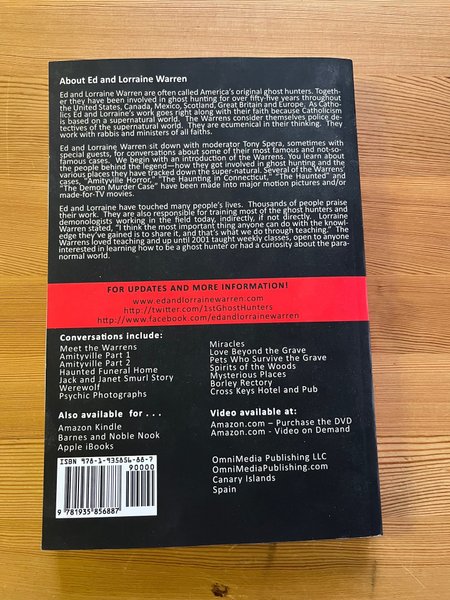 About Ed and Lorraine Warren
Ed and Lorraine Warren are often called America's original ghost hunters. Togeth-
er they have been involved in ghost hunting for over fifty-five years throughout
the United States, Canada, Mexico, Scotland, Great Britain and Europe. As Cath-
olics Ed and Lorraine's work goes right along with their faith because Catholicism
is based on a supernatural world. The Warrens consider themselves police de-
tectives of the supernatural world. They are ecumenical in their thinking. They
work with rabbis and ministers of all faiths.
Ed and Lorraine Warren sit down with moderator Tony Spera, sometimes with
special guests, for conversations about some of their most famous and not-so-
famous cases. We begin with an introduction of the Warrens. You learn about
the people behind the legend—how they got involved in ghost hunting and the
various places they have tracked down the super-natural. Several of the Warrens'
cases, "Amityville Horror," "The Haunting in Connecticut," "The Haunted" and
"The Demon Murder Case" have been made into major motion pictures and/or
made-for-TV movies.
Ed and Lorraine have touched many people's lives. Thousands of people praise
their work. They are also responsible for training most of the ghost hunters and
demonologists working in the field today, indirectly, if not directly. Lorraine
Warren stated, "I think the most important thing anyone can do with the knowl-
edge they've gained is to share it, and that's what we do through teaching." The
Warrens loved teaching and up until 2001 taught weekly classes, open to anyone
interested in learning how to be a ghost hunter or had a curiosity about the para-
normal world.
FOR UPDATES AND MORE INFORMATION!
www.edandlorrainewarren.com
http://twitter.com/1stGhostHunters
http://www.facebook.com/edandlorrainewarren
Conversations include:
Meet the Warrens
Amityville Part 1
Amityville Part 2
Haunted Funeral Home
Jack and Janet Smurl Story
Werewolf
Psychic Photographs
Miracles
Love Beyond the Grave
Pets Who Survive the Grave
Spirits of the Woods
Mysterious Places
Borley Rectory
Cross Keys Hotel and Pub
Also available for . . .
Amazon Kindle
Barnes and Noble Nook
Apple iBooks
Video available at:
Amazon.com – Purchase the DVD
Amazon.com - Video on Demand
ISBN 978-1-935856-88-7
90000
9 781935 856887
OmniMedia Publishing LLC
OmniMediaPublishing.com
Canary Islands
Spain